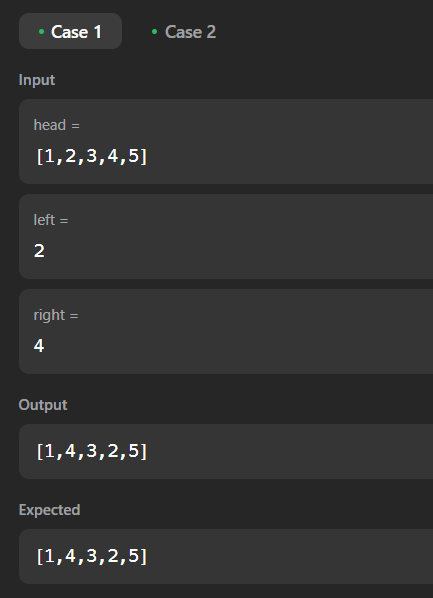 Case 1 Case 2
Input
head =
[1,2,3,4,5]
left =
2
right =
4
Output
[1,4,3,2,5]
Expected
[1,4,3,2,5]